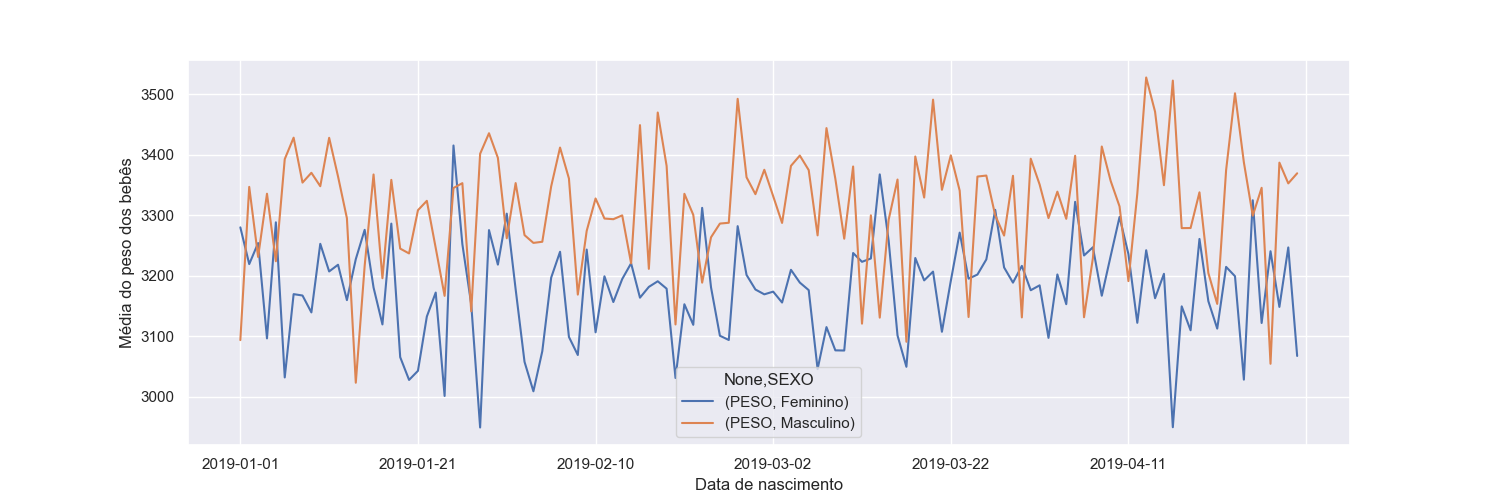 3500
3400
3300
3200
3100
3000
Média do peso dos bebês
None,SEXO
(PESO, Feminino)
(PESO, Masculino)
2019-01-01
2019-01-21
2019-02-10
2019-03-02
2019-03-22
2019-04-11
Data de nascimento